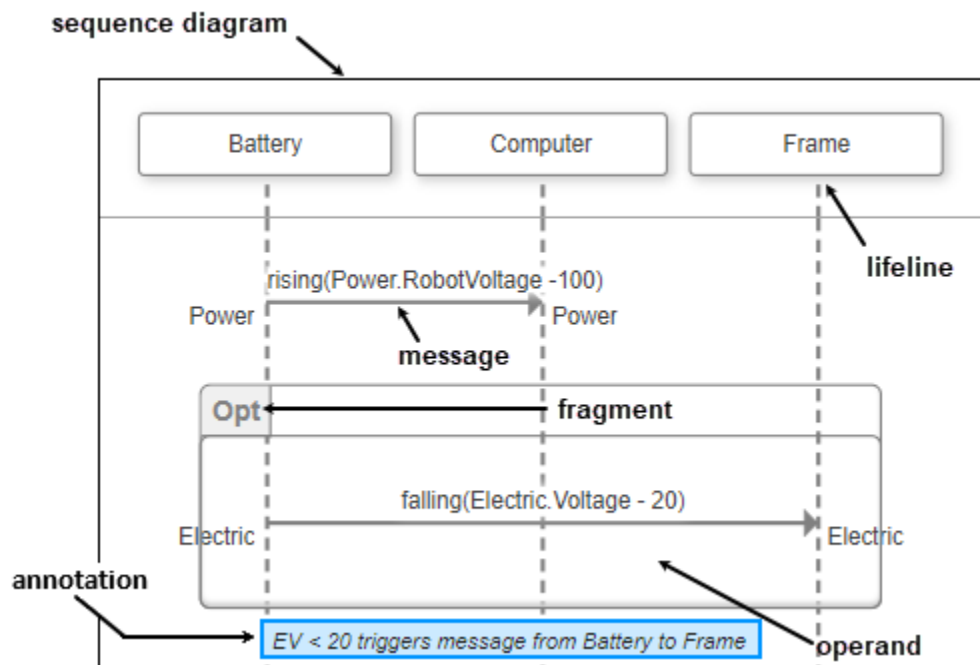 sequence diagram
Battery
Computer
Frame
lifeline
rising(Power.RobotVoltage -100)
Power
Power
message
Opt
fragment
falling(Electric.Voltage - 20)
Electric
Electric
annotation
EV < 20 triggers message from Battery to Frame
operand